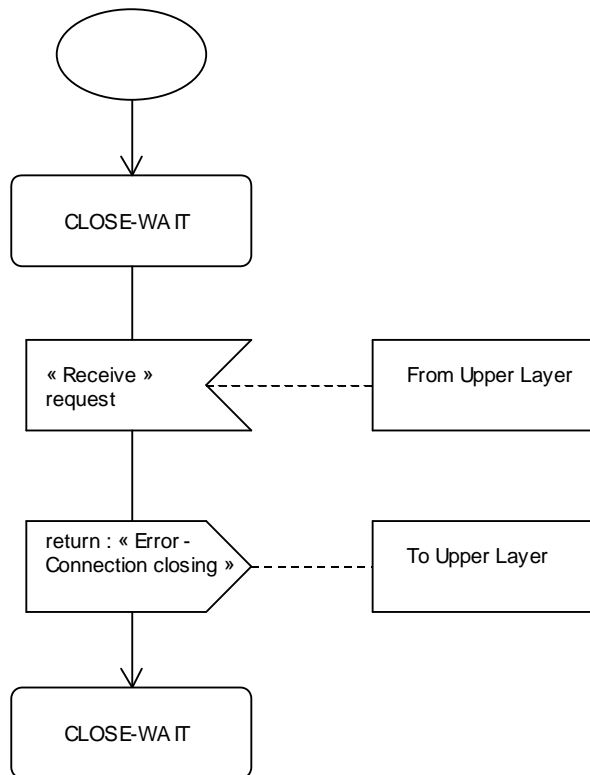 CLOSE-WAIT
« Receive »
request
From Upper Layer
return : « Error -
Connection closing »
To Upper Layer
CLOSE-WAIT